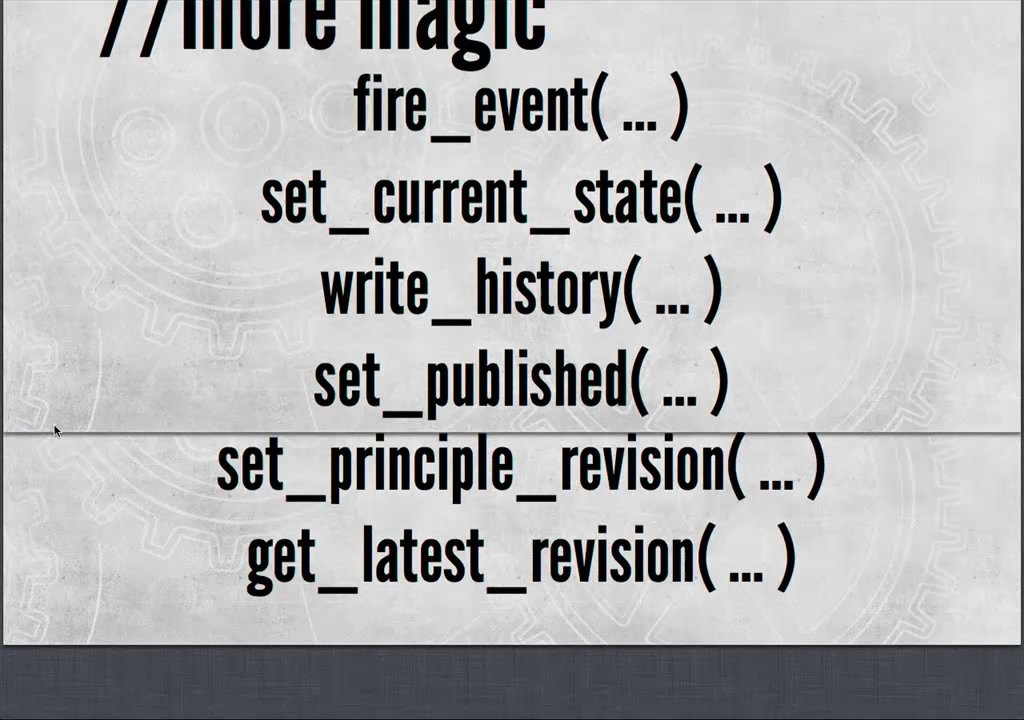 //more magic
fire_event( ... )
set_current_state( ... )
write_history( ... )
set_published( ... )
set_principle_revision( ... )
get_latest_revision( ... )